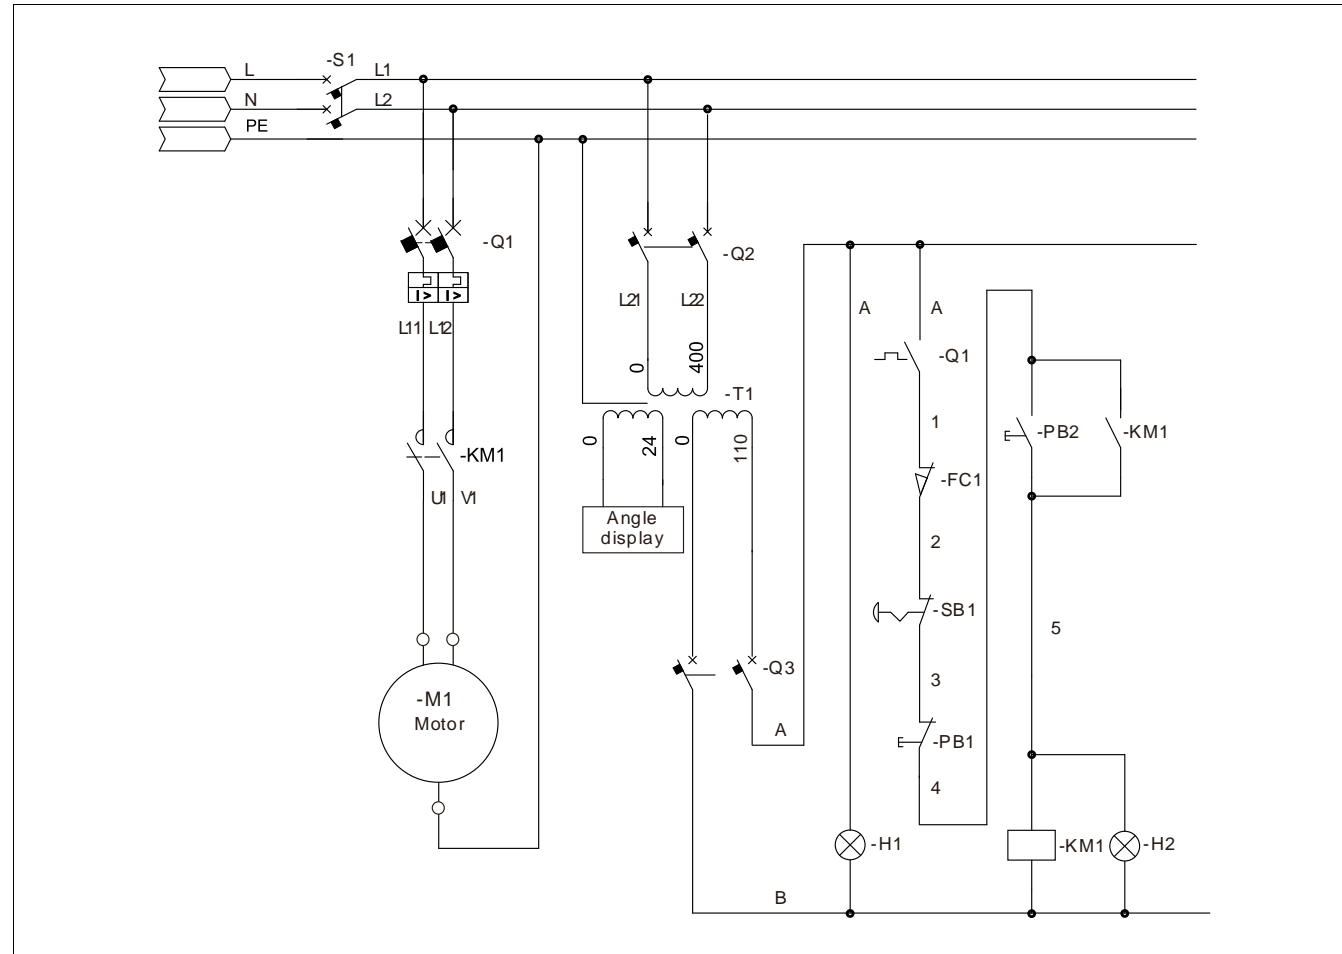 -S1
L
L1
N
L2
PE
-Q1
-Q2
L21
L22
A
A
I >
I >
L11
L12
-Q1
0
400
-T1
1
-PB2
-KM1
0
24
0
110
-KM1
-FC1
U1
V1
Angle
display
2
-SB1
5
-Q3
3
-M1
Motor
A
-PB1
4
-H1
-KM1
-H2
B